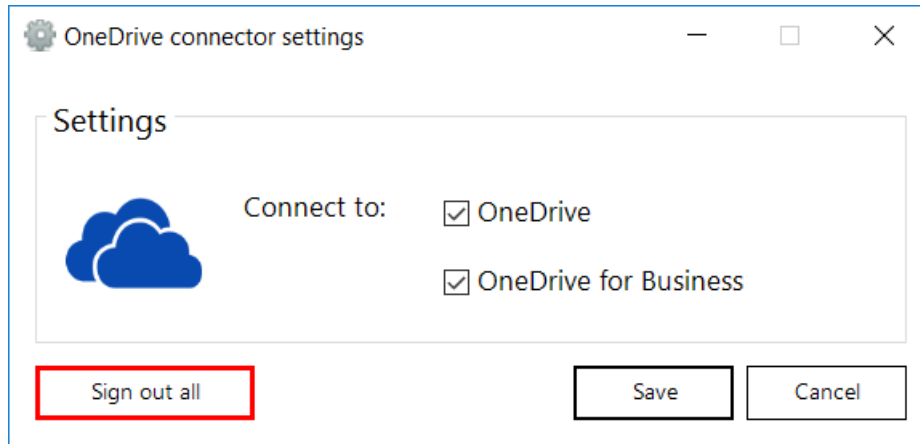 OneDrive connector settings
Settings
Connect to:
OneDrive
OneDrive for Business
Sign out all
Save
Cancel